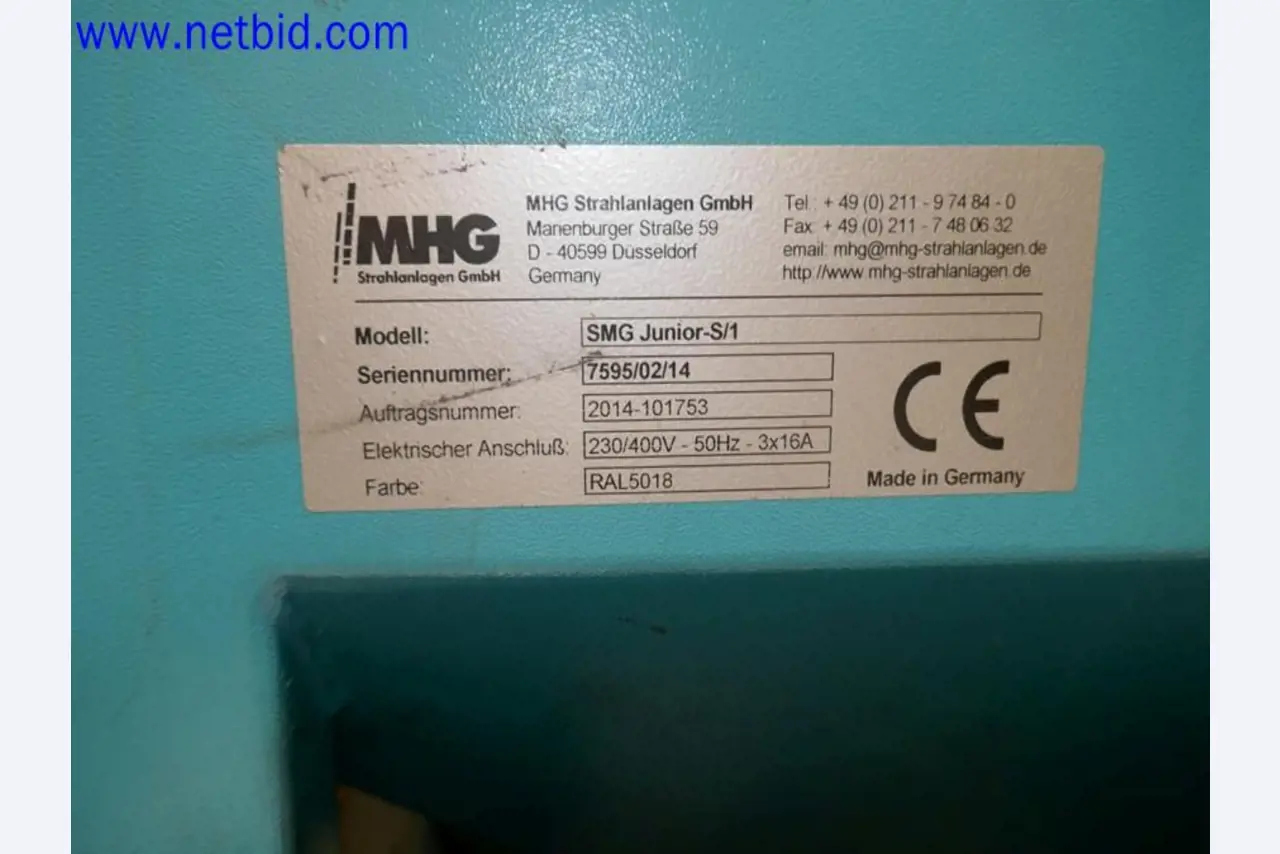 www.netbid.com
MHG
Strahlanlagen GmbH
MHG Strahlanlagen GmbH
Marienburger Straße 59
D - 40599 Düsseldorf
Germany
Tel. + 49 (0) 211 - 9 74 84 - 0
Fax + 49 (0) 211 - 7 48 06 32
email: mhg@mhg-strahlanlagen.de
http://www.mhg-strahlanlagen.de
Modell: SMG Junior-S/1
Seriennummer: 7595/02/14
Auftragsnummer: 2014-101753
Elektrischer Anschluß: 230/400V - 50Hz - 3x16A
Farbe: RAL5018
CE
Made in Germany